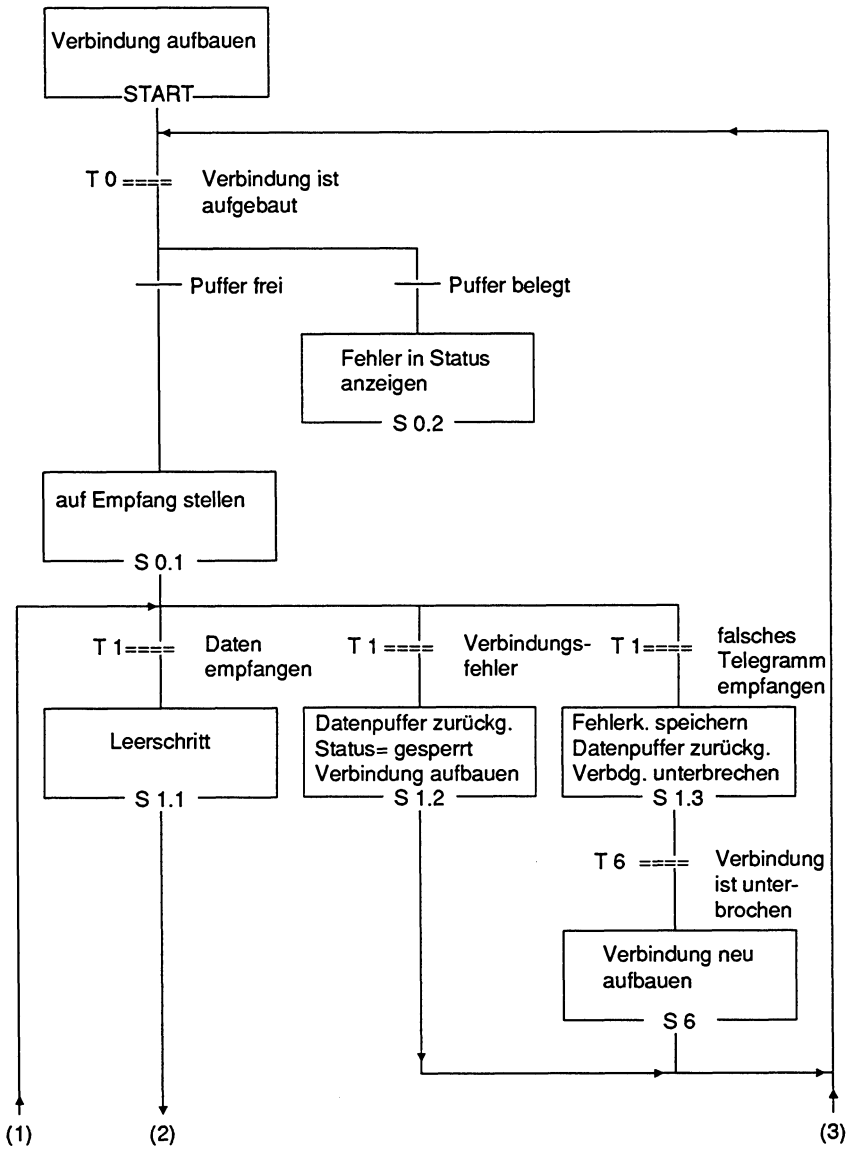 Verbindung aufbauen
START
T 0 ====
Verbindung ist
aufgebaut
Puffer frei
Puffer belegt
Fehler in Status
anzeigen
S 0.2
auf Empfang stellen
S 0.1
T 1====
Daten
empfangen
T 1 ====
Verbindungs-
fehler
T 1====
falsches
Telegramm
empfangen
Leerschritt
S 1.1
Datenpuffer zurückg.
Status= gesperrt
Verbindung aufbauen
S 1.2
Fehlerk. speichern
Datenpuffer zurückg.
Verbdg. unterbrechen
S 1.3
T 6 ====
Verbindung
ist unter-
brochen
Verbindung neu
aufbauen
S 6
(1)
(2)
(3)